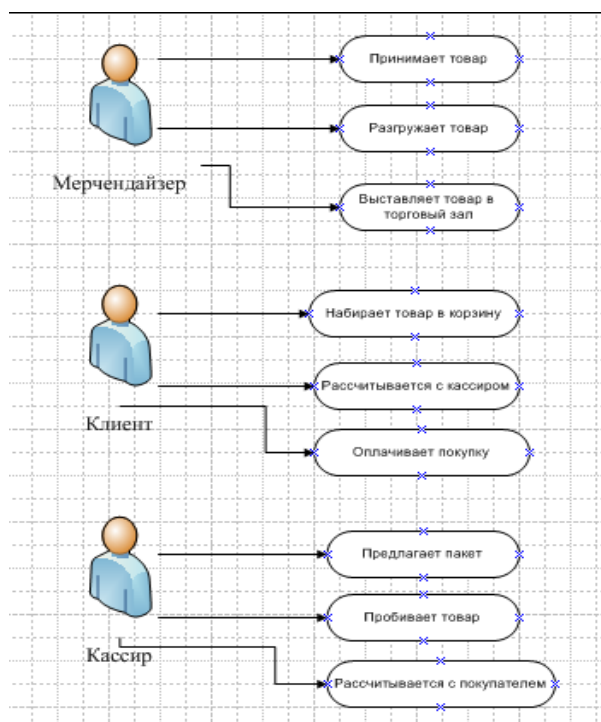 Принимает товар
Разгружает товар
Мерчендайзер
Выставляет товар в
торговый зал
Набирает товар в корзину
Рассчитывается с кассиром
Клиент
Оплачивает покупку
Предлагает пакет
Пробивает товар
Кассир
Рассчитывается с покупателем